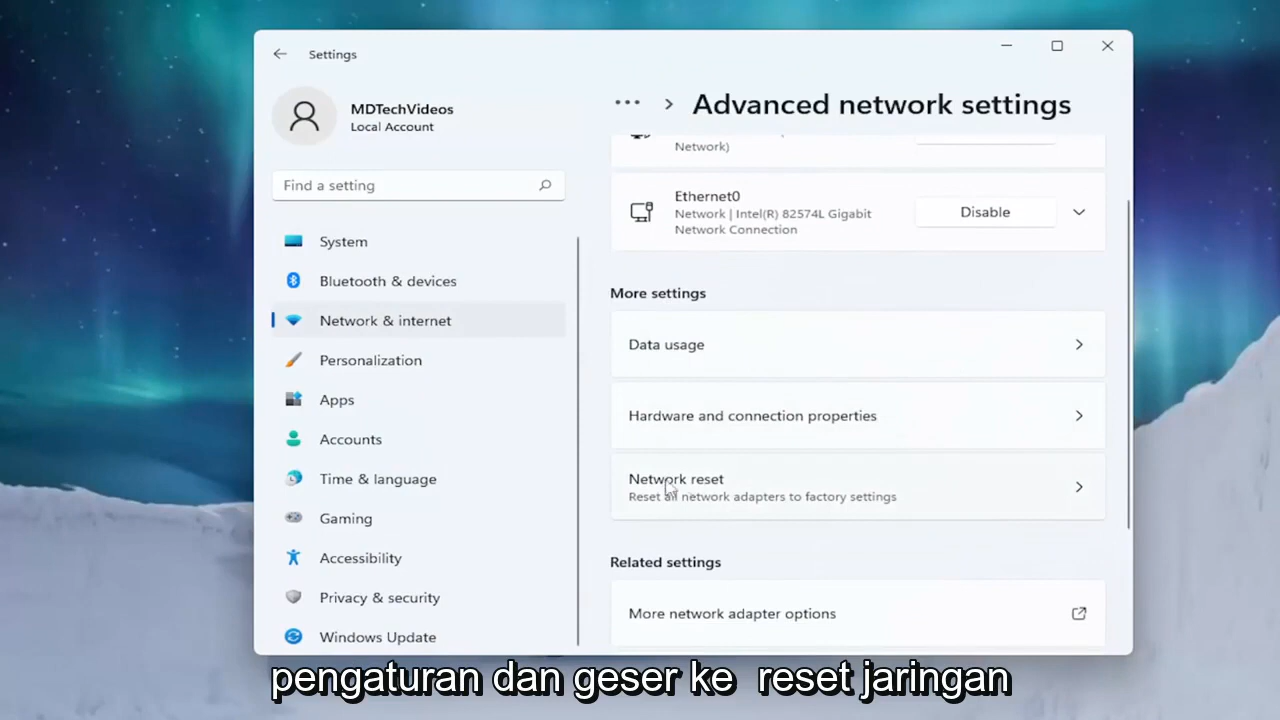 Settings
MDTechVideos
Local Account
Find a setting
System
Bluetooth & devices
Network & internet
Personalization
Apps
Accounts
Time & language
Gaming
Accessibility
Privacy & security
Windows Update
... > Advanced network settings
Network)
Ethernet0
Network | Intel(R) 82574L Gigabit
Network Connection
Disable
More settings
Data usage
Hardware and connection properties
Network reset
Reset all network adapters to factory settings
Related settings
More network adapter options
pengaturan dan geser ke reset jaringan